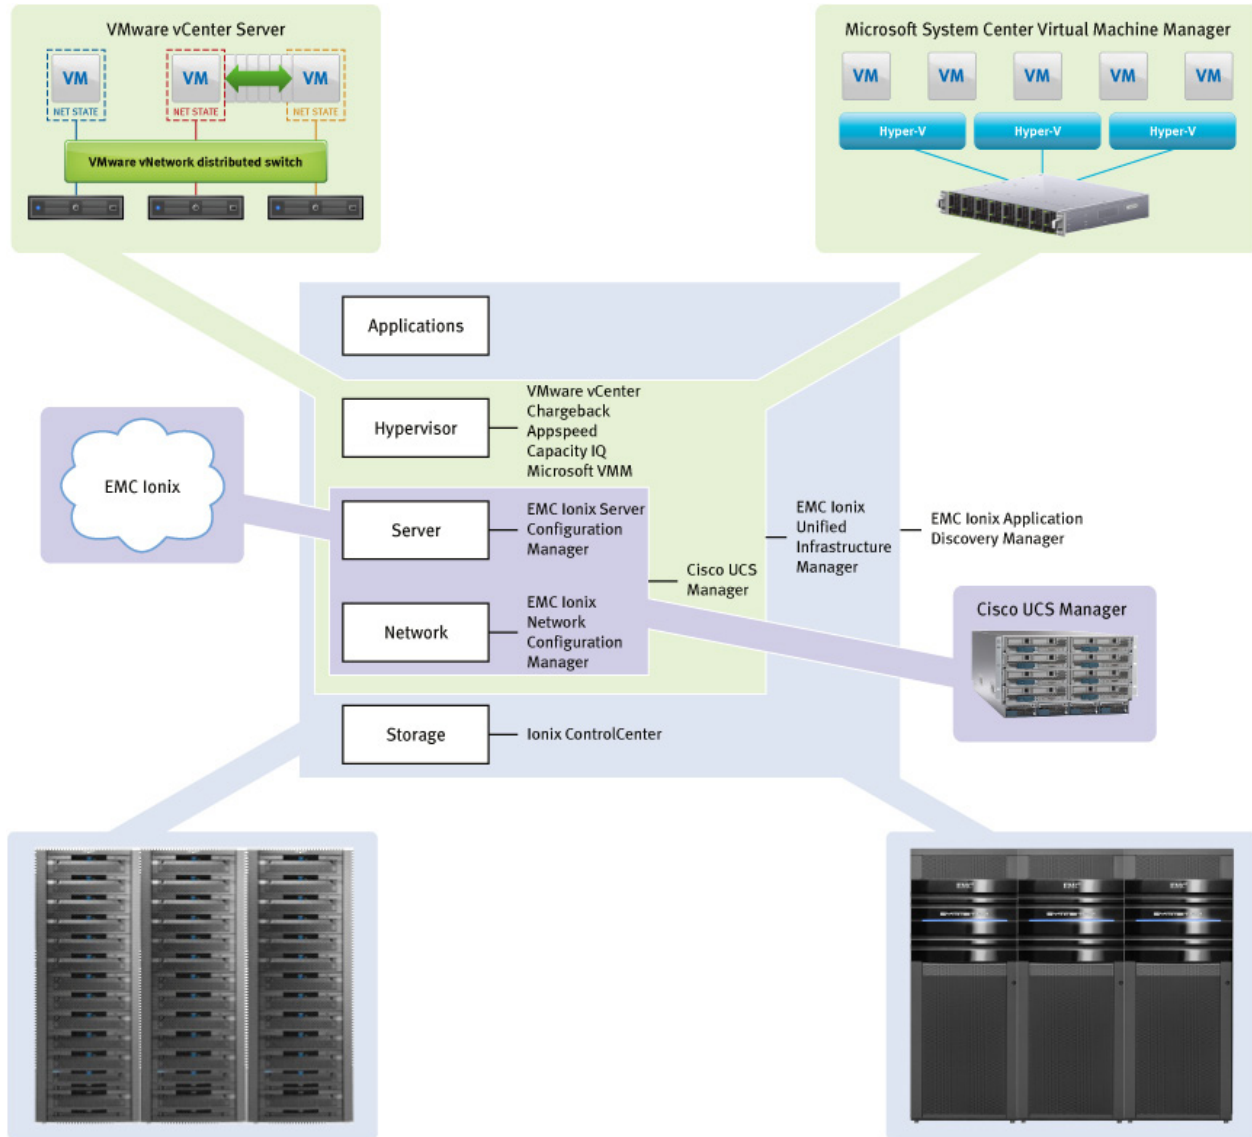 VMware vCenter Server
VM
VM
VM
NET STATE
NET STATE
NET STATE
VMware vNetwork distributed switch
Microsoft System Center Virtual Machine Manager
VM
VM
VM
VM
VM
Hyper-V
Hyper-V
Hyper-V
Applications
Hypervisor
VMware vCenter
Chargeback
Appspeed
Capacity IQ
Microsoft VMM
EMC Ionix
Server
EMC Ionix Server
Configuration
Manager
Network
EMC Ionix
Network
Configuration
Manager
Cisco UCS
Manager
EMC Ionix
Unified
Infrastructure
Manager
EMC Ionix Application
Discovery Manager
Cisco UCS Manager
Storage
Ionix ControlCenter
EMC
EMC
EMC